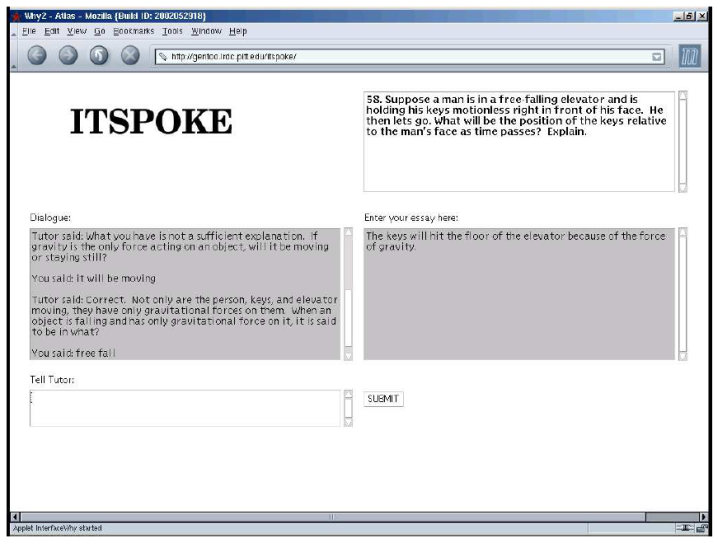 Why2 - Atlas - Mozilla {Build ID: 2002052918}
File Edit View Go Bookmarks Tools Window Help
http://gentoo.lrdc.pitt.edu/itspoke/
ITSPOKE
58. Suppose a man is in a free-falling elevator and is
holding his keys motionless right in front of his face. He
then lets go. What will be the position of the keys relative
to the man's face as time passes? Explain.
Dialogue:
Tutor said: What you have is not a sufficient explanation. If
gravity is the only force acting on an object, will it be moving
or staying still?
You said: it will be moving
Tutor said: Correct. Not only are the person, keys, and elevator
moving, they have only gravitational forces on them. When an
object is falling and has only gravitational force on it, it is said
to be in what?
You said: free fall
Enter your essay here:
The keys will hit the floor of the elevator because of the force
of gravity.
Tell Tutor:
SUBMIT
Applet InterfaceWhy started